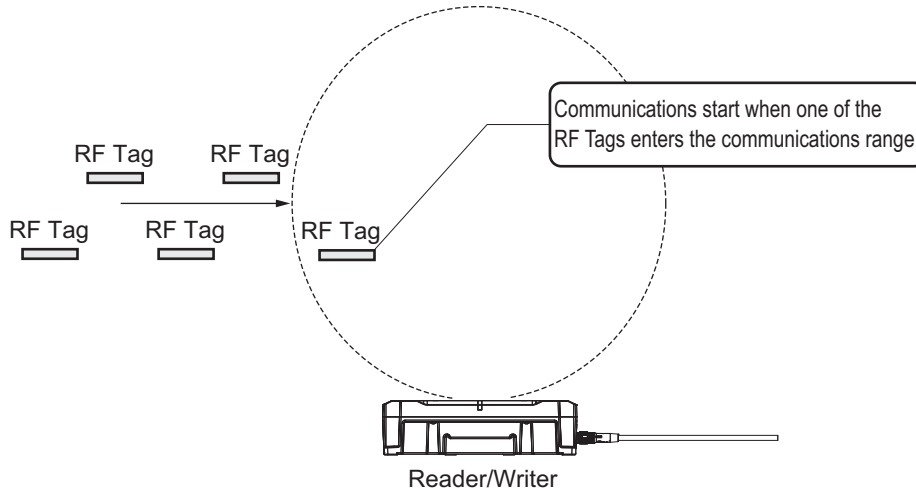 Communications start when one of the
RF Tags enters the communications range
RF Tag
RF Tag
RF Tag
RF Tag
RF Tag
Reader/Writer